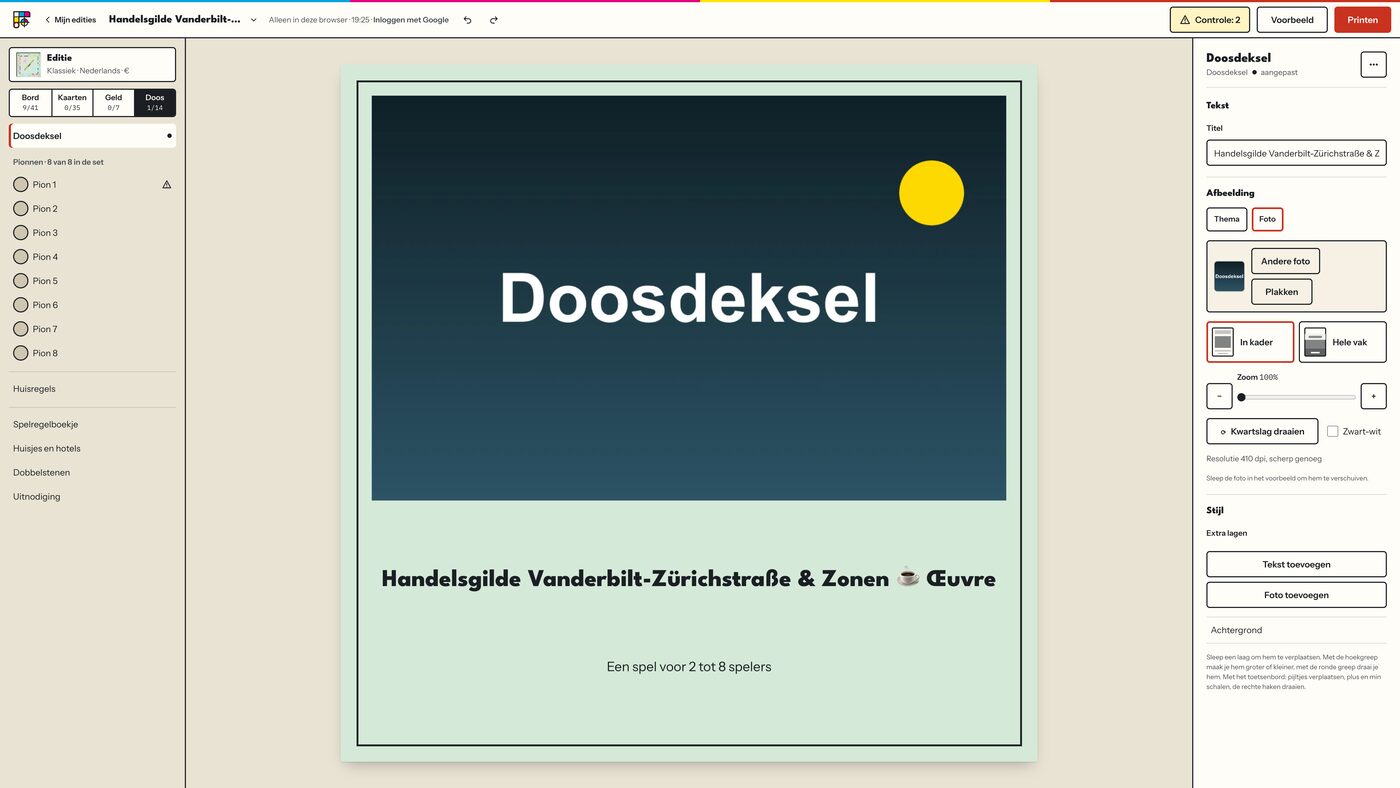 Mijn edities
Handelsgilde Vanderbilt-...
Alleen in deze browser · 19:25 · Inloggen met Google
Controle: 2
Voorbeeld
Printen
Editie
Klassiek · Nederlands · €
Bord
9/41
Kaarten
0/35
Geld
0/7
Doos
1/14
Doosdeksel
Pionnen · 8 van 8 in de set
Pion 1
Pion 2
Pion 3
Pion 4
Pion 5
Pion 6
Pion 7
Pion 8
Huisregels
Spelregelboekje
Huisjes en hotels
Dobbelstenen
Uitnodiging
Doosdeksel
Handelsgilde Vanderbilt-Zürichstraße & Zonen ☕ Œuvre
Een spel voor 2 tot 8 spelers
Doosdeksel
Doosdeksel ● aangepast
Tekst
Titel
Handelsgilde Vanderbilt-Zürichstraße & Z
Afbeelding
Thema
Foto
Doosdeksel
Andere foto
Plakken
In kader
Hele vak
Zoom 100%
−
+
Kwartslag draaien
Zwart-wit
Resolutie 410 dpi, scherp genoeg
Sleep de foto in het voorbeeld om hem te verschuiven.
Stijl
Extra lagen
Tekst toevoegen
Foto toevoegen
Achtergrond
Sleep een laag om hem te verplaatsen. Met de hoekgreep
maak je hem groter of kleiner, met de ronde greep draai je
hem. Met het toetsenbord: pijltjes verplaatsen, plus en min
schalen, de rechte haken draaien.